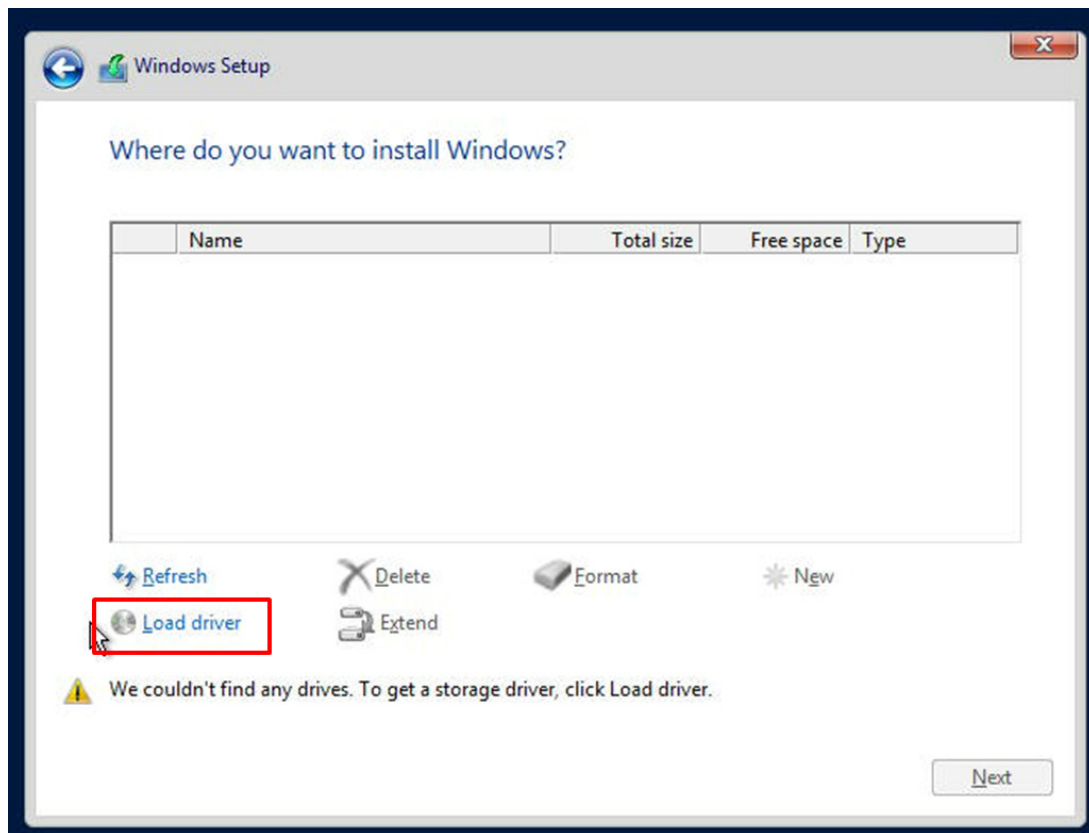 Windows Setup
Where do you want to install Windows?
Name Total size Free space Type
Refresh Delete Format New
Load driver Extend
We couldn't find any drives. To get a storage driver, click Load driver.
Next